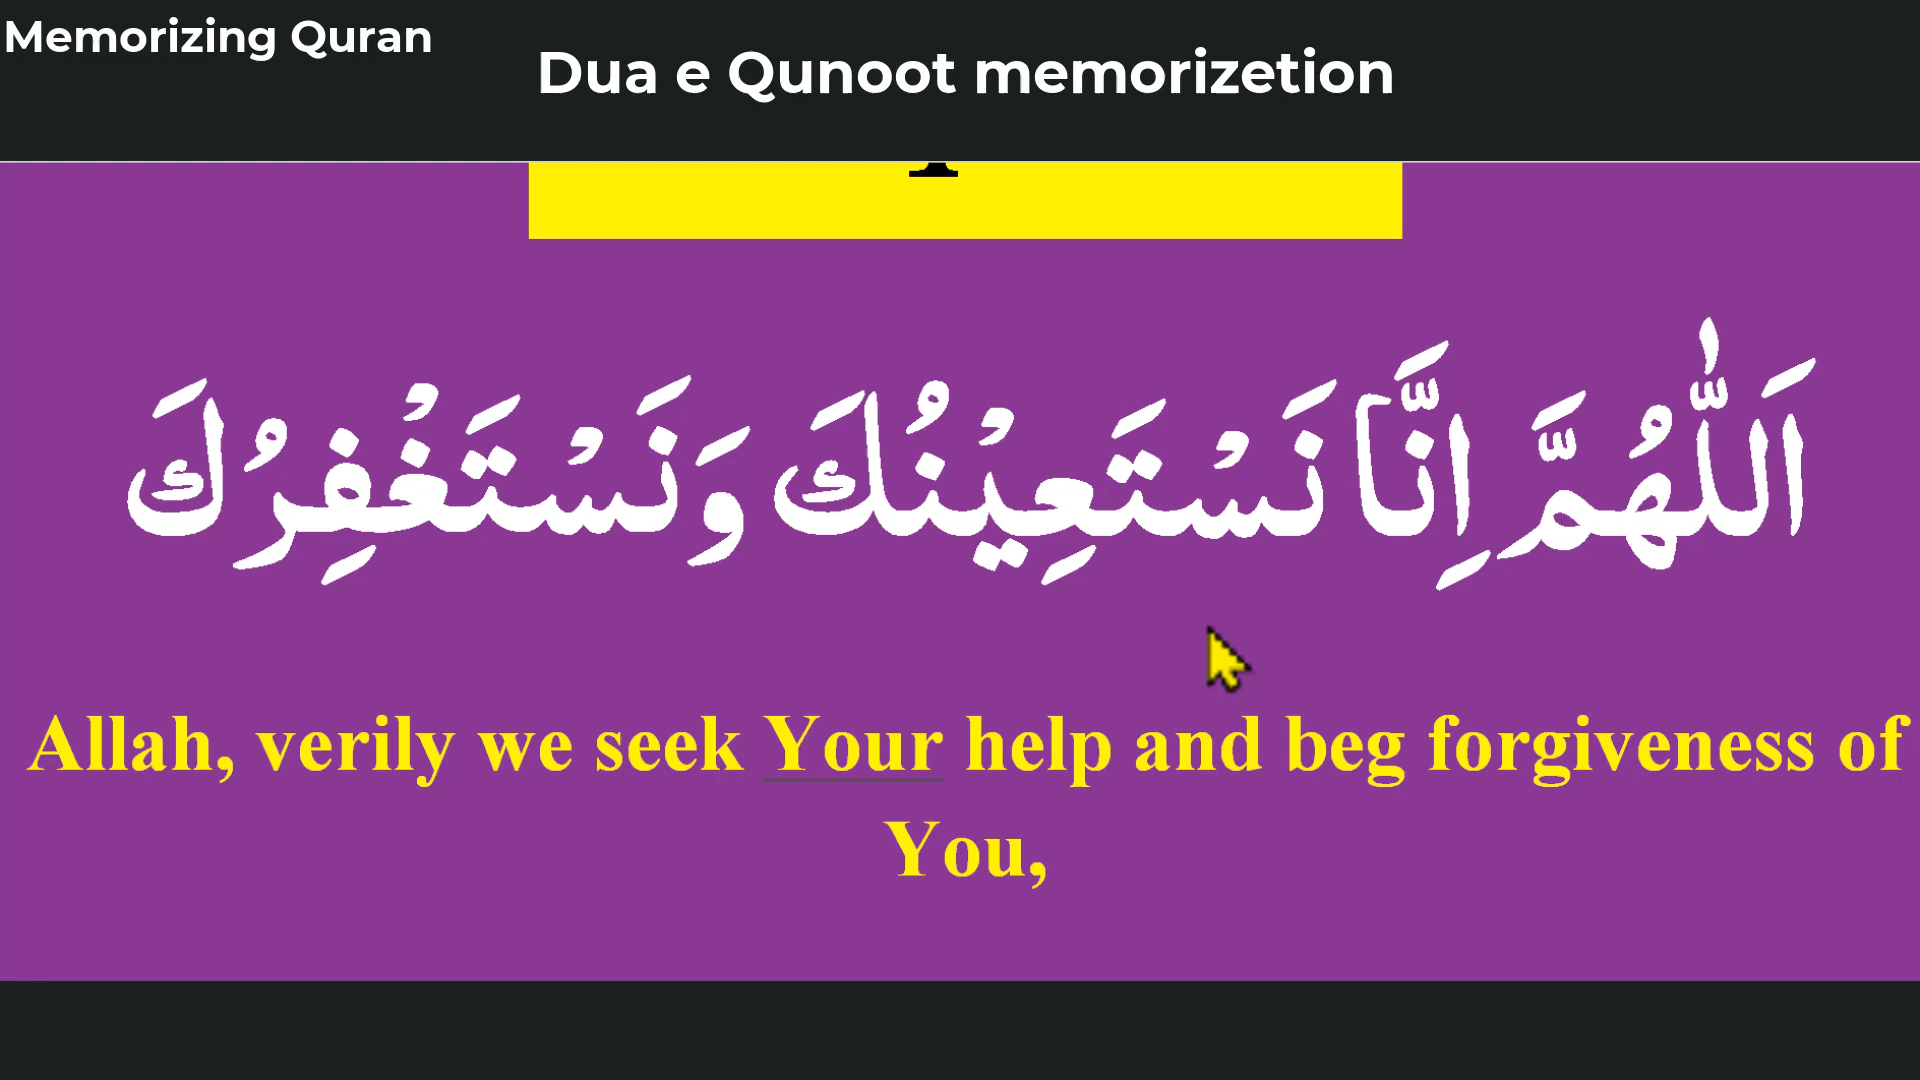 Memorizing Quran
Dua e Qunoot memorizetion
اَللّٰهُمَّ اِنَّا نَسْتَعِیْنُكَ وَنَسْتَغْفِرُكَ
Allah, verily we seek Your help and beg forgiveness of
You,